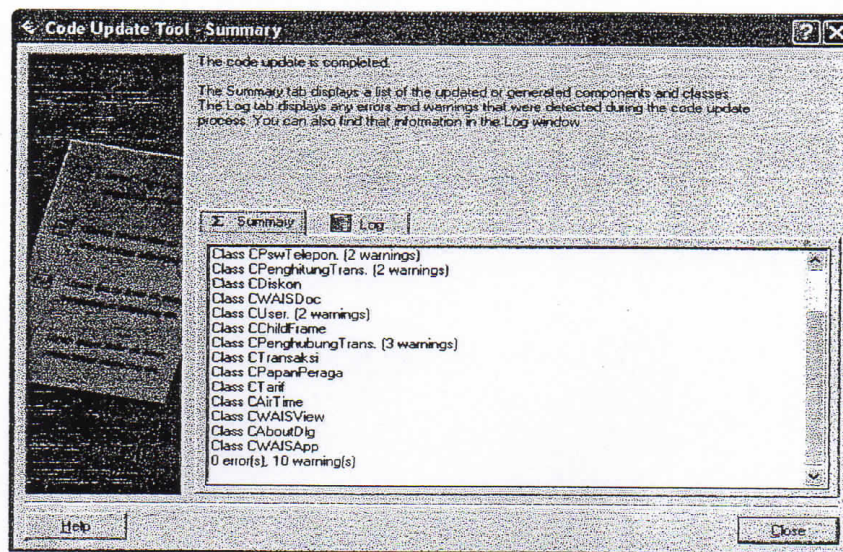 Code Update Tool - Summary
The code update is completed.
The Summary tab displays a list of the updated or generated components and classes.
The Log tab displays any errors and warnings that were detected during the code update
process. You can also find that information in the Log window.
Σ Summary Log
Class CPswTelepon. (2 warnings)
Class CPenghitungTrans. (2 warnings)
Class CDiskon
Class CWAISDoc
Class CUser. (2 warnings)
Class CChildFrame
Class CPenghubungTrans. (3 warnings)
Class CTransaksi
Class CPapanPeraga
Class CTarif
Class CAirTime
Class CWAISView
Class CAboutDlg
Class CWAISApp
0 error(s), 10 warning(s)
Help Close